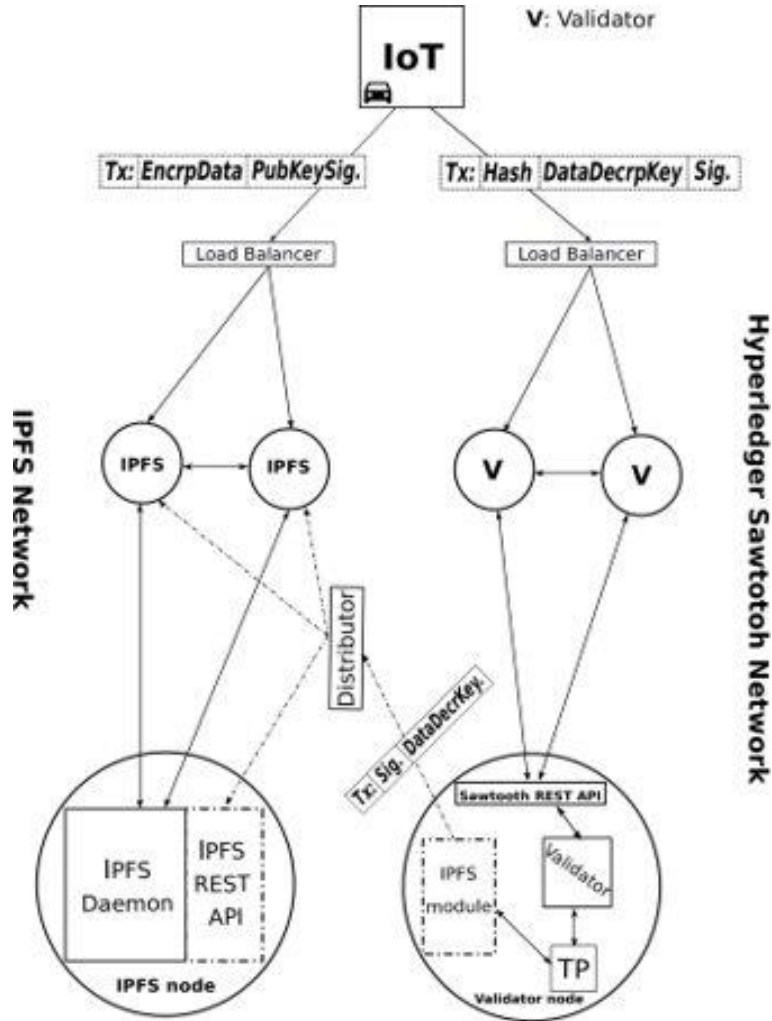 V: Validator
IoT
Tx: EncrpData PubKeySig.
Tx: Hash DataDecrpKey Sig.
Load Balancer
Load Balancer
IPFS Network
Hyperledger Sawtotoh Network
IPFS
IPFS
V
V
Distributor
Tx: Sig. DataDecrKey.
IPFS
Daemon
IPFS
REST
API
IPFS node
Sawtooth REST API
IPFS
module
Validator
TP
Validator node